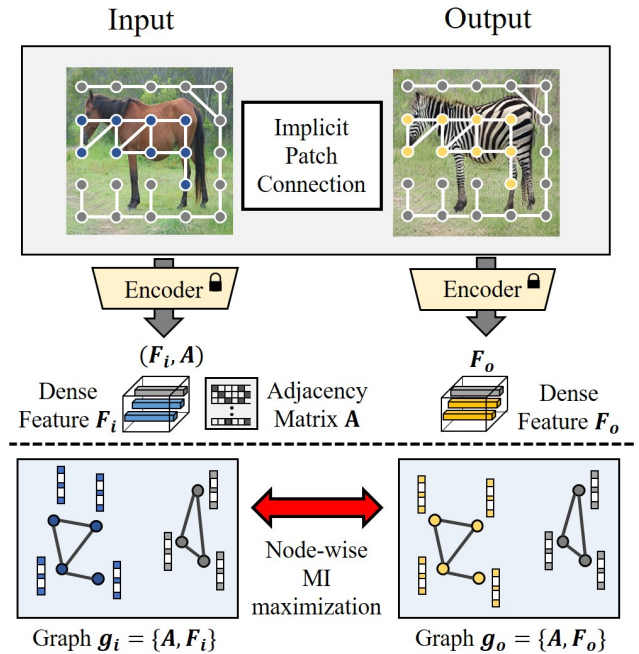 Input
Output
Implicit
Patch
Connection
Encoder
Encoder
(F_i, A)
F_o
Dense
Feature F_i
Adjacency
Matrix A
Dense
Feature F_o
Node-wise
MI
maximization
Graph g_i = {A, F_i}
Graph g_o = {A, F_o}